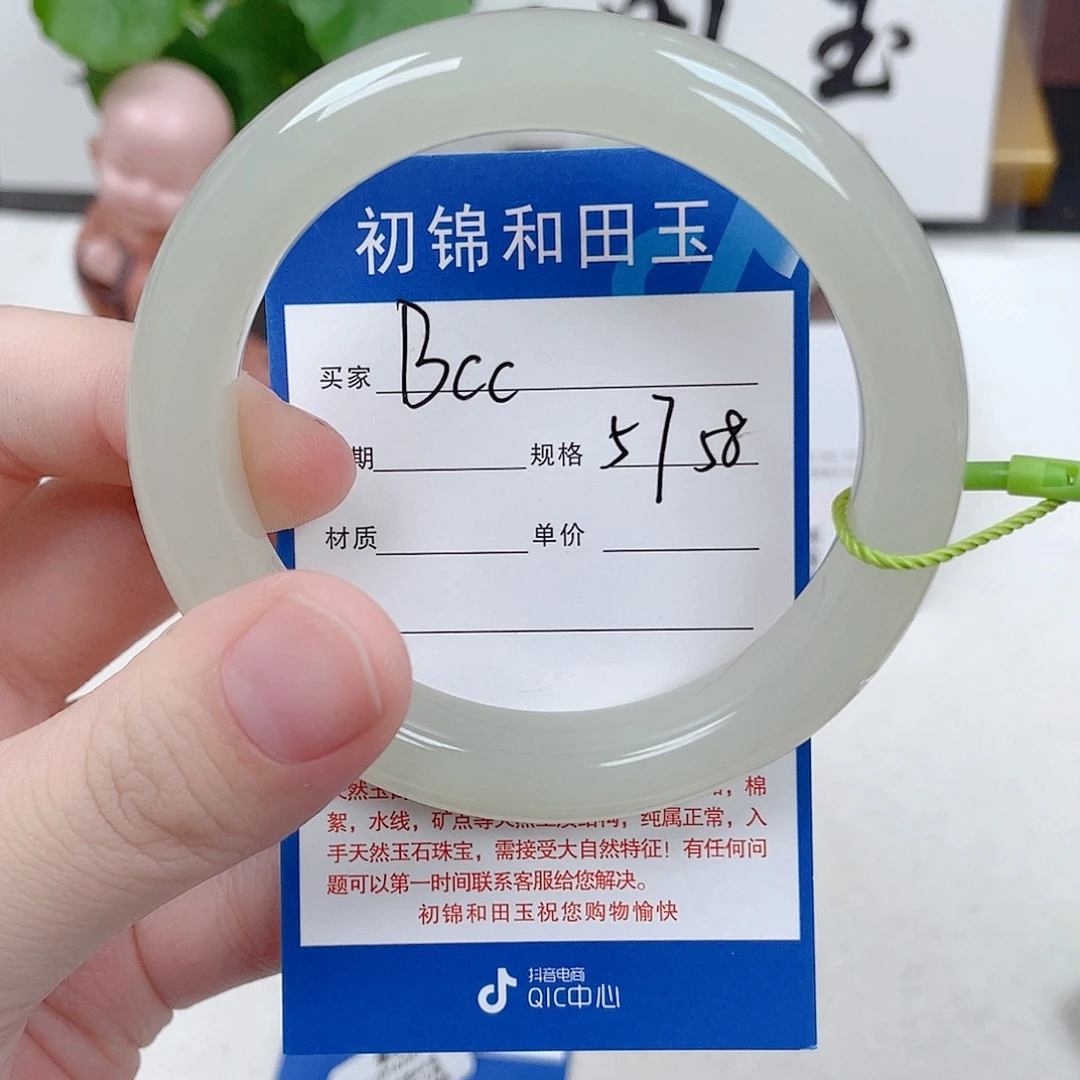 玉
初锦和田玉
买家 Bcc
期 规格 57 58
材质 单价
棉
絮，水线，矿点等天然玉质结构，纯属正常，入
手天然玉石珠宝，需接受大自然特征！有任何问
题可以第一时间联系客服给您解决。
初锦和田玉祝您购物愉快
抖音电商
QIC中心